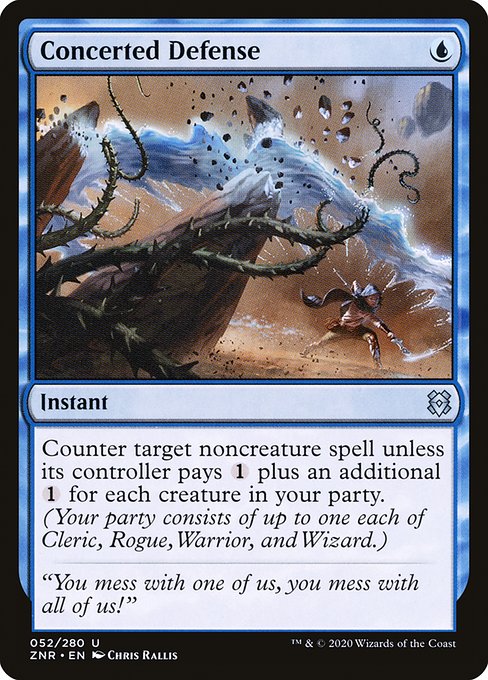 Concerted Defense
Instant
Counter target noncreature spell unless
its controller pays 1 plus an additional
1 for each creature in your party.
(Your party consists of up to one each of
Cleric, Rogue, Warrior, and Wizard.)
“You mess with one of us, you mess with
all of us!”
052/280 U
™ & © 2020 Wizards of the Coast
ZNR • EN Chris Rallis